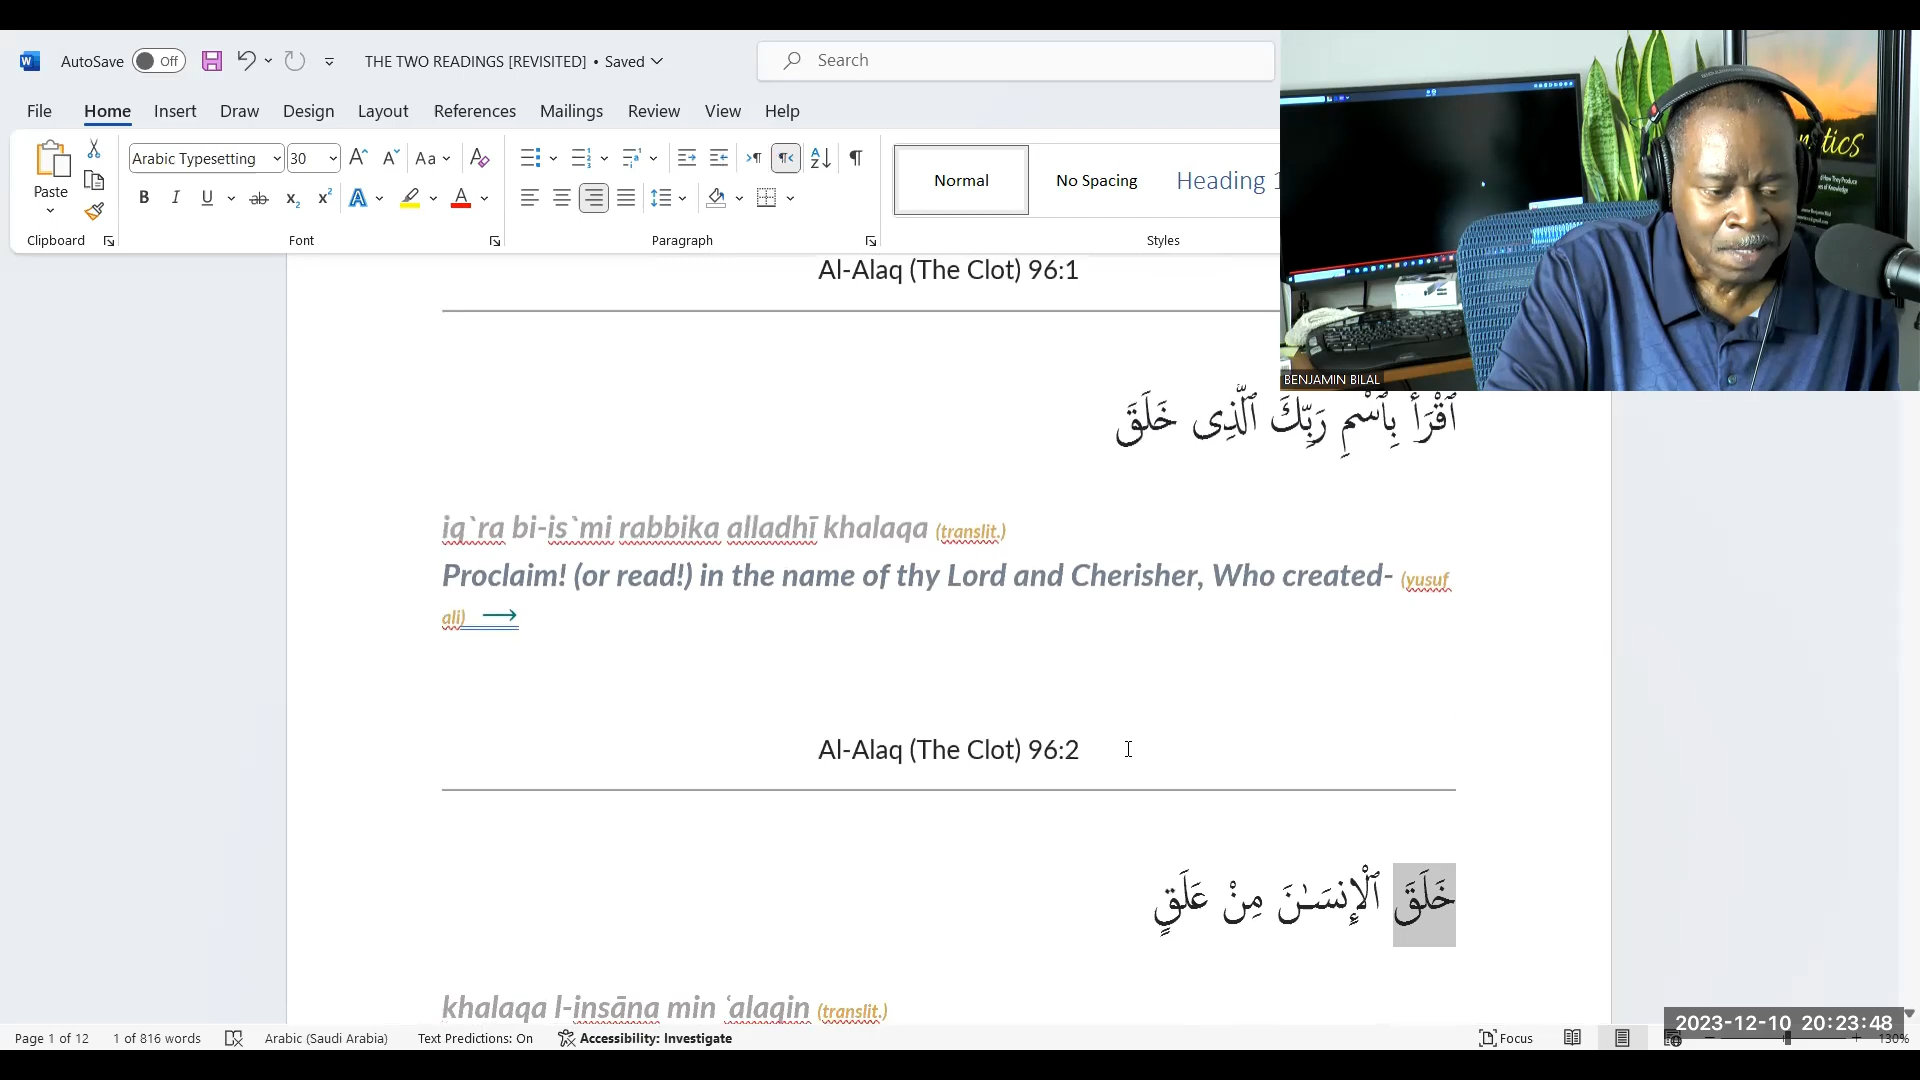 AutoSave Off THE TWO READINGS [REVISITED] • Saved Search
File Home Insert Draw Design Layout References Mailings Review View Help
Paste Arabic Typesetting 30 Aa Normal No Spacing Heading 1
Clipboard Font Paragraph Styles
tics
BENJAMIN BILAL
Al-Alaq (The Clot) 96:1
ٱقْرَأْ بِٱسْمِ رَبِّكَ ٱلَّذِى خَلَقَ
iq`ra bi-is`mi rabbika alladhī khalaqa (translit.)
Proclaim! (or read!) in the name of thy Lord and Cherisher, Who created- (yusuf
ali) →
Al-Alaq (The Clot) 96:2
خَلَقَ ٱلْإِنسَـٰنَ مِنْ عَلَقٍ
khalaqa l-insāna min ʿalaqin (translit.)
Page 1 of 12 1 of 816 words Arabic (Saudi Arabia) Text Predictions: On Accessibility: Investigate Focus 130%
2023-12-10 20:23:48